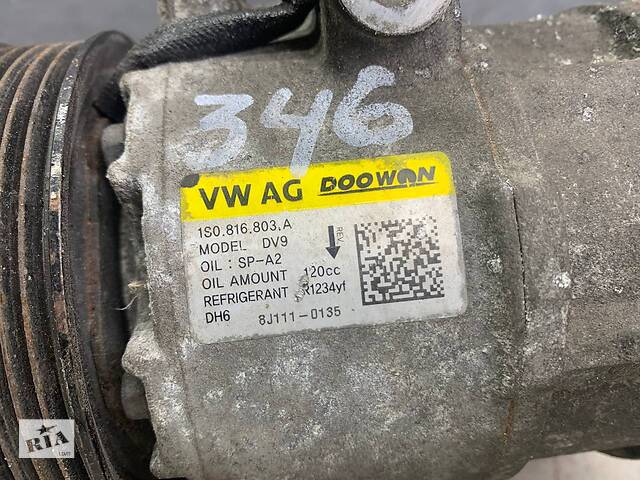 346
VW AG DOOWON
1S0.816.803.A
MODEL DV9
OIL : SP-A2
OIL AMOUNT 120cc
REFRIGERANT R1234yf
DH6 8J111-0135
REV.
RIA
.COM